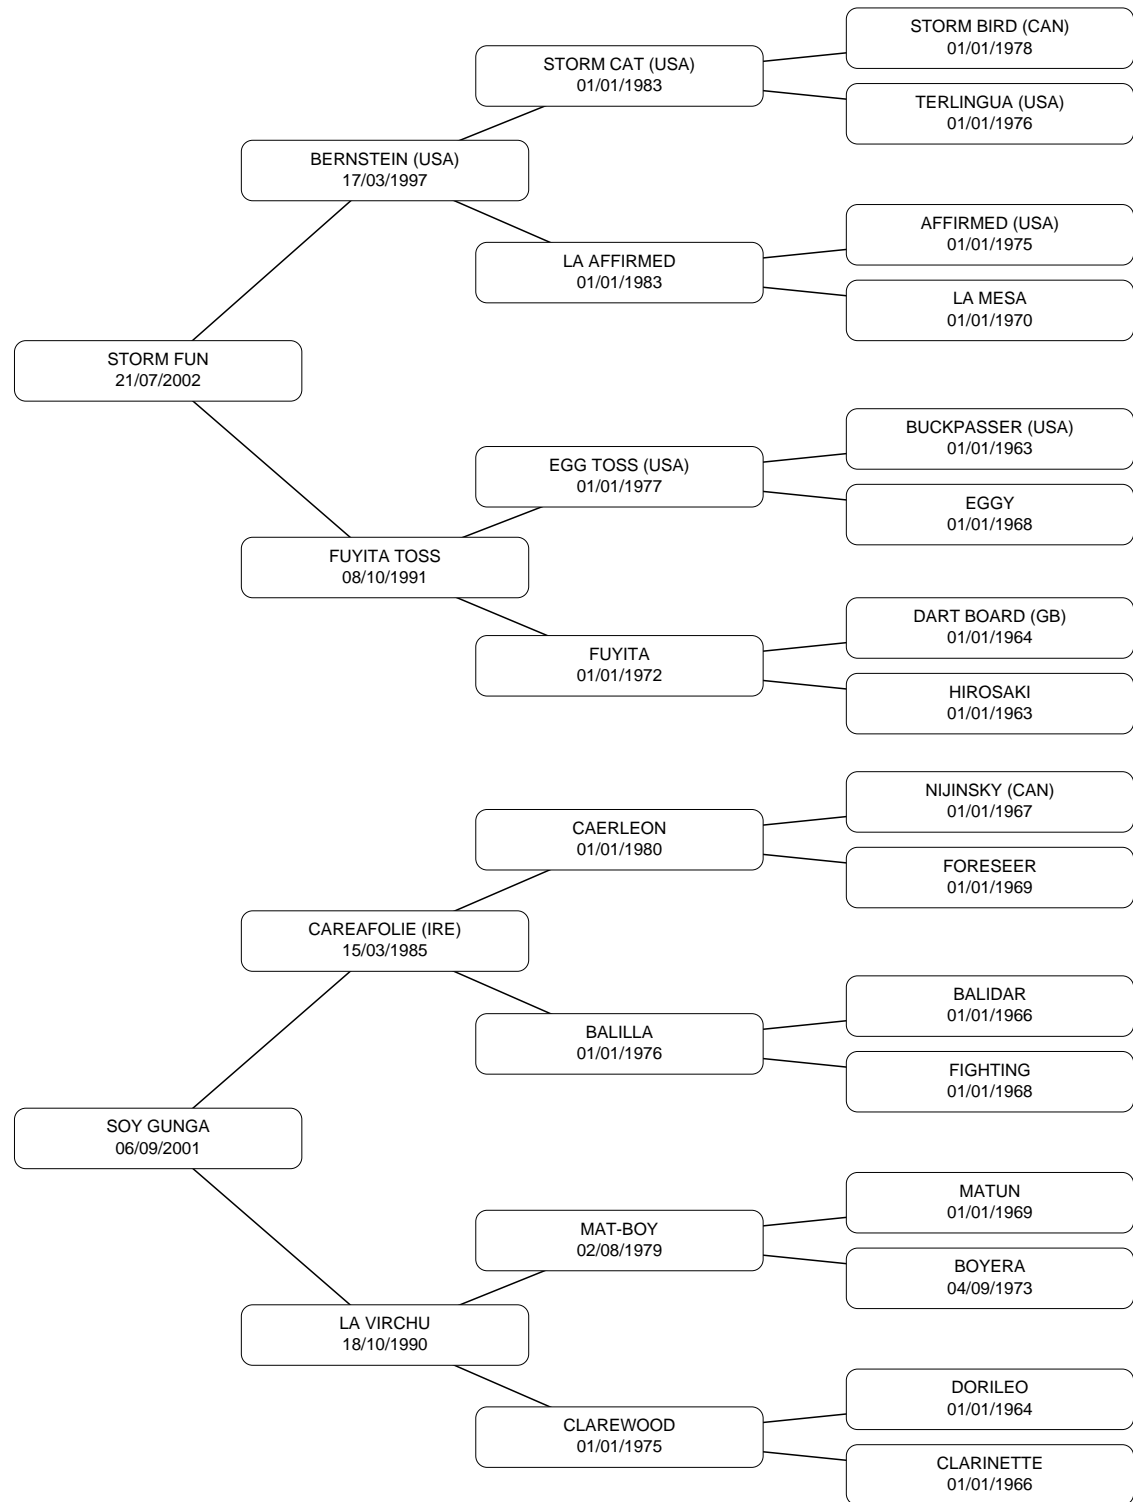 STORM BIRD (CAN)
01/01/1978
STORM CAT (USA)
01/01/1983
TERLINGUA (USA)
01/01/1976
BERNSTEIN (USA)
17/03/1997
AFFIRMED (USA)
01/01/1975
LA AFFIRMED
01/01/1983
LA MESA
01/01/1970
STORM FUN
21/07/2002
BUCKPASSER (USA)
01/01/1963
EGG TOSS (USA)
01/01/1977
EGGY
01/01/1968
FUYITA TOSS
08/10/1991
DART BOARD (GB)
01/01/1964
FUYITA
01/01/1972
HIROSAKI
01/01/1963
NIJINSKY (CAN)
01/01/1967
CAERLEON
01/01/1980
FORESEER
01/01/1969
CAREAFOLIE (IRE)
15/03/1985
BALIDAR
01/01/1966
BALILLA
01/01/1976
FIGHTING
01/01/1968
SOY GUNGA
06/09/2001
MATUN
01/01/1969
MAT-BOY
02/08/1979
BOYERA
04/09/1973
LA VIRCHU
18/10/1990
DORILEO
01/01/1964
CLAREWOOD
01/01/1975
CLARINETTE
01/01/1966